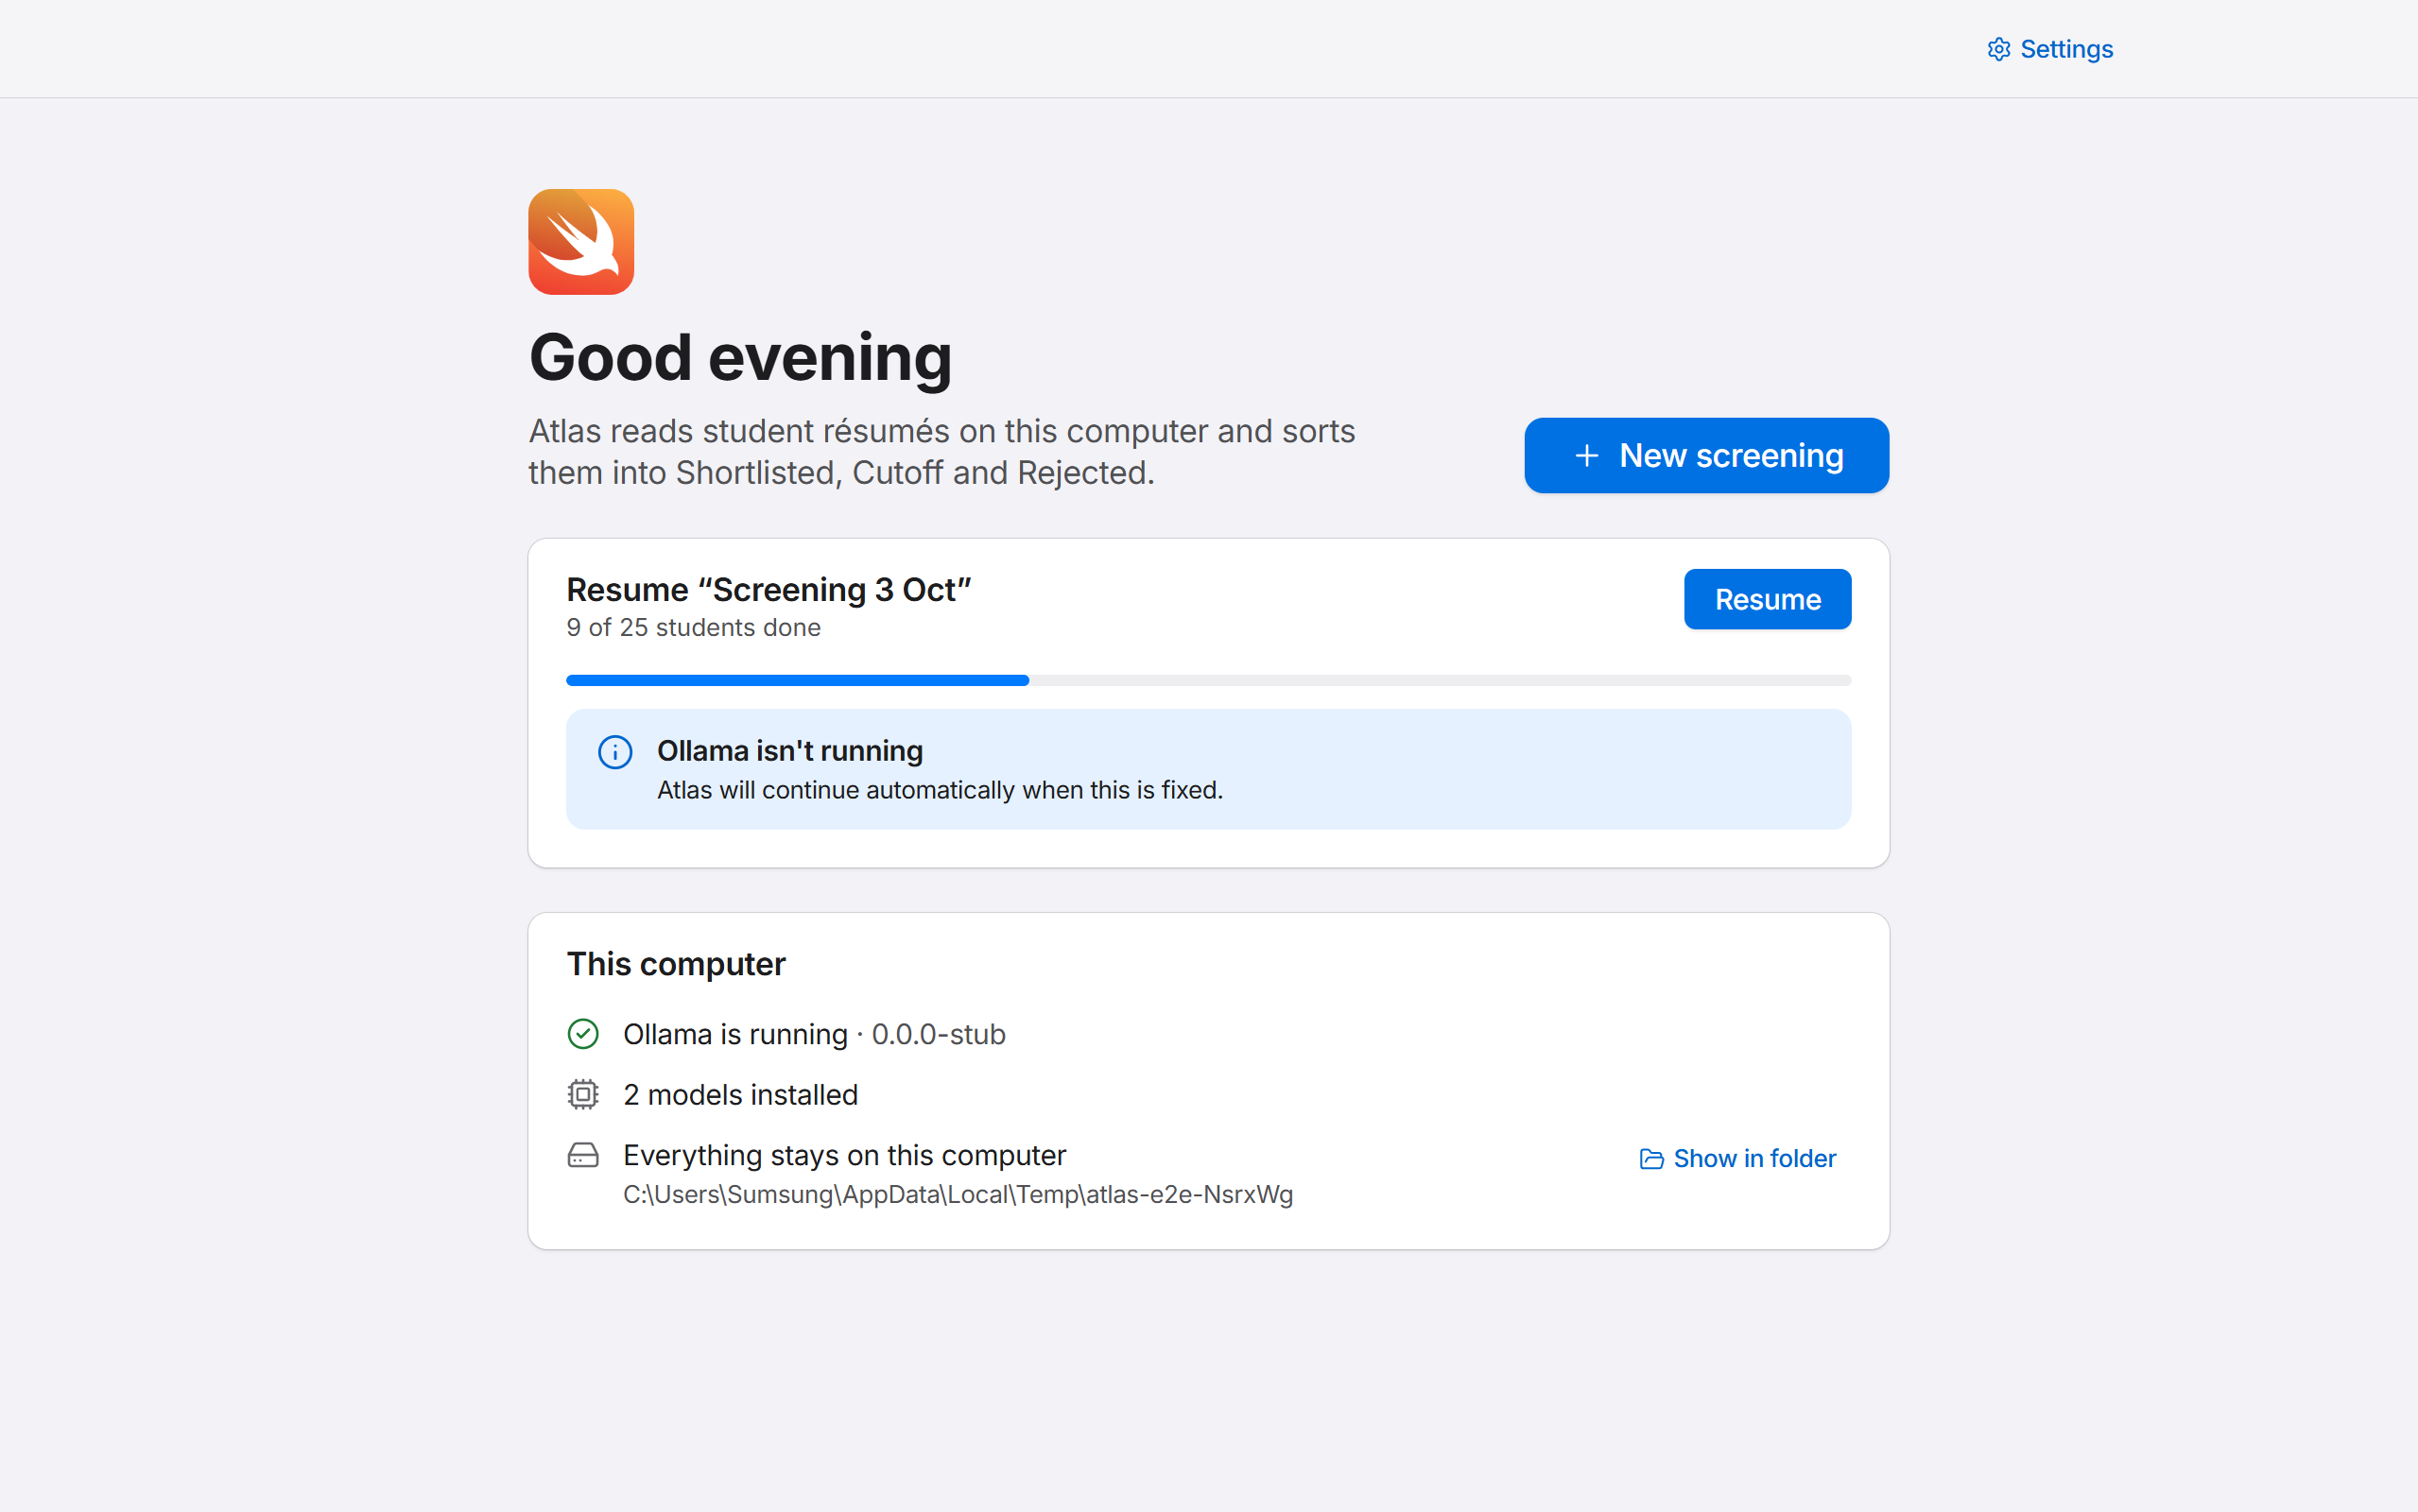 Settings
Good evening
Atlas reads student résumés on this computer and sorts
them into Shortlisted, Cutoff and Rejected.
New screening
Resume “Screening 3 Oct”
9 of 25 students done
Resume
Ollama isn't running
Atlas will continue automatically when this is fixed.
This computer
Ollama is running · 0.0.0-stub
2 models installed
Everything stays on this computer
C:\Users\Sumsung\AppData\Local\Temp\atlas-e2e-NsrxWg
Show in folder